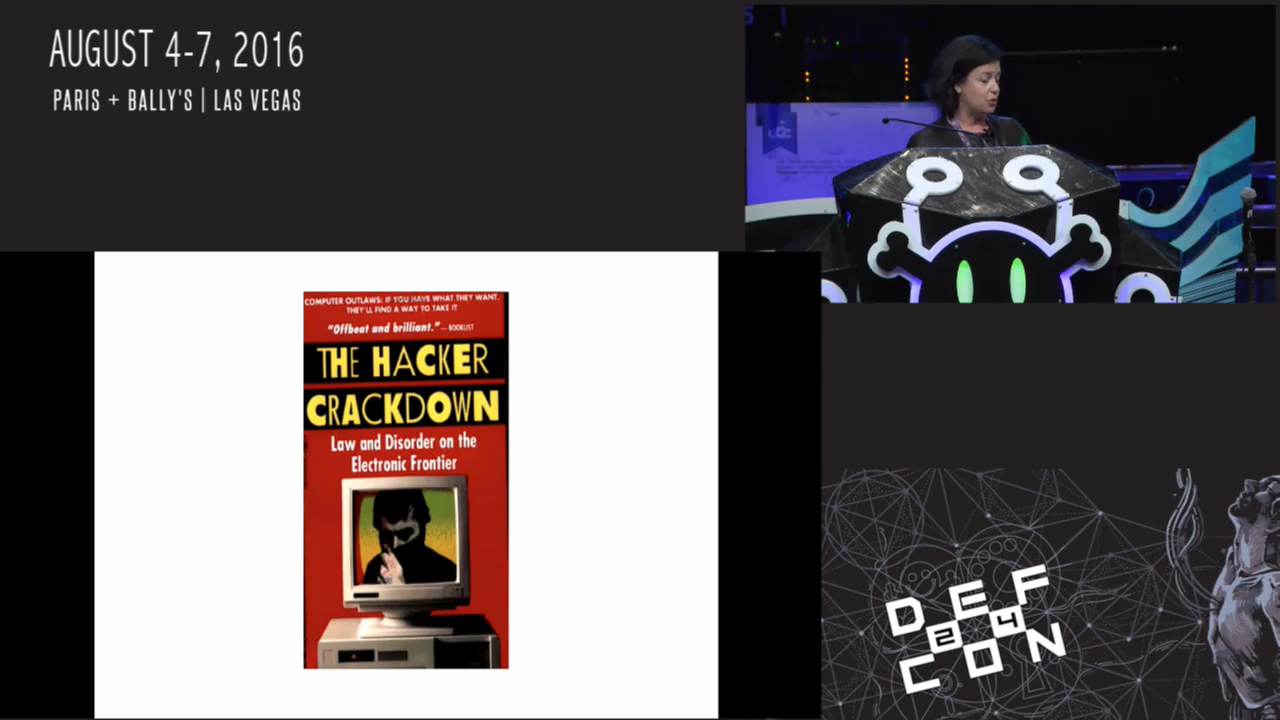 AUGUST 4-7, 2016
PARIS + BALLY'S | LAS VEGAS
COMPUTER OUTLAWS: IF YOU HAVE WHAT THEY WANT,
THEY'LL FIND A WAY TO TAKE IT
"Offbeat and brilliant." — BOOKLIST
THE HACKER
CRACKDOWN
Law and Disorder on the
Electronic Frontier
DEF
24
CON